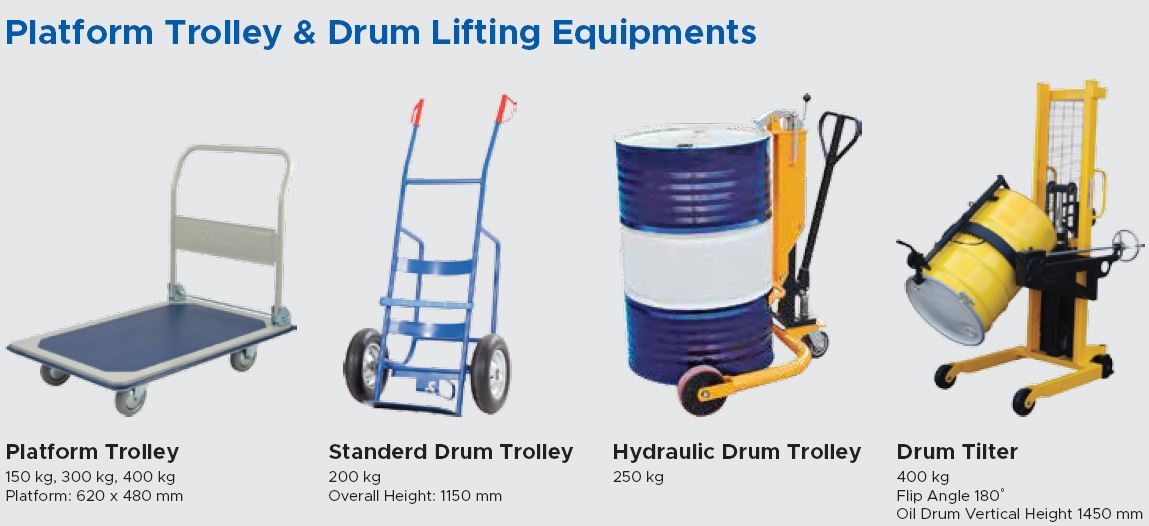 Platform Trolley & Drum Lifting Equipments
Platform Trolley
150 kg, 300 kg, 400 kg
Platform: 620 x 480 mm
Standerd Drum Trolley
200 kg
Overall Height: 1150 mm
Hydraulic Drum Trolley
250 kg
Drum Tilter
400 kg
Flip Angle 180°
Oil Drum Vertical Height 1450 mm